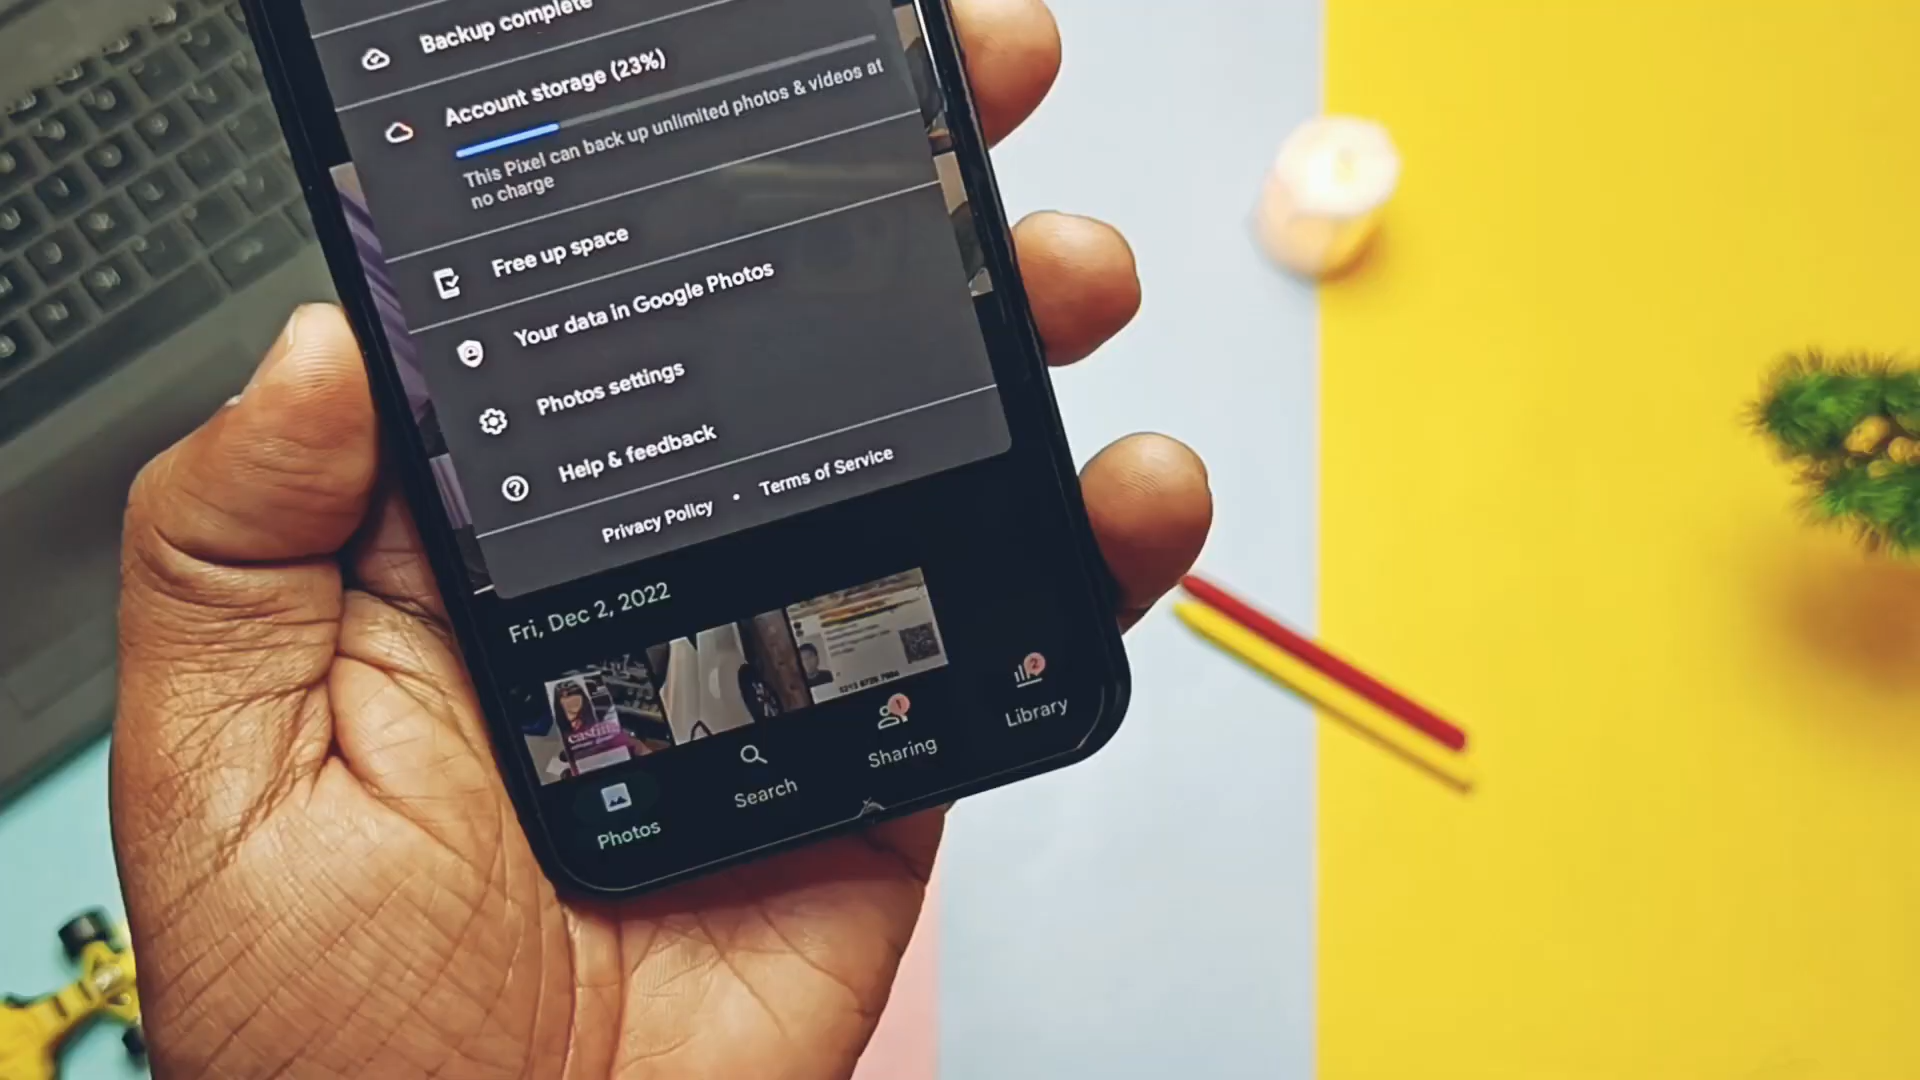 Backup complete
Account storage (23%)
This Pixel can back up unlimited photos & videos at
no charge
Free up space
Your data in Google Photos
Photos settings
Help & feedback
Privacy Policy • Terms of Service
Fri, Dec 2, 2022
1
2
Photos
Search
Sharing
Library